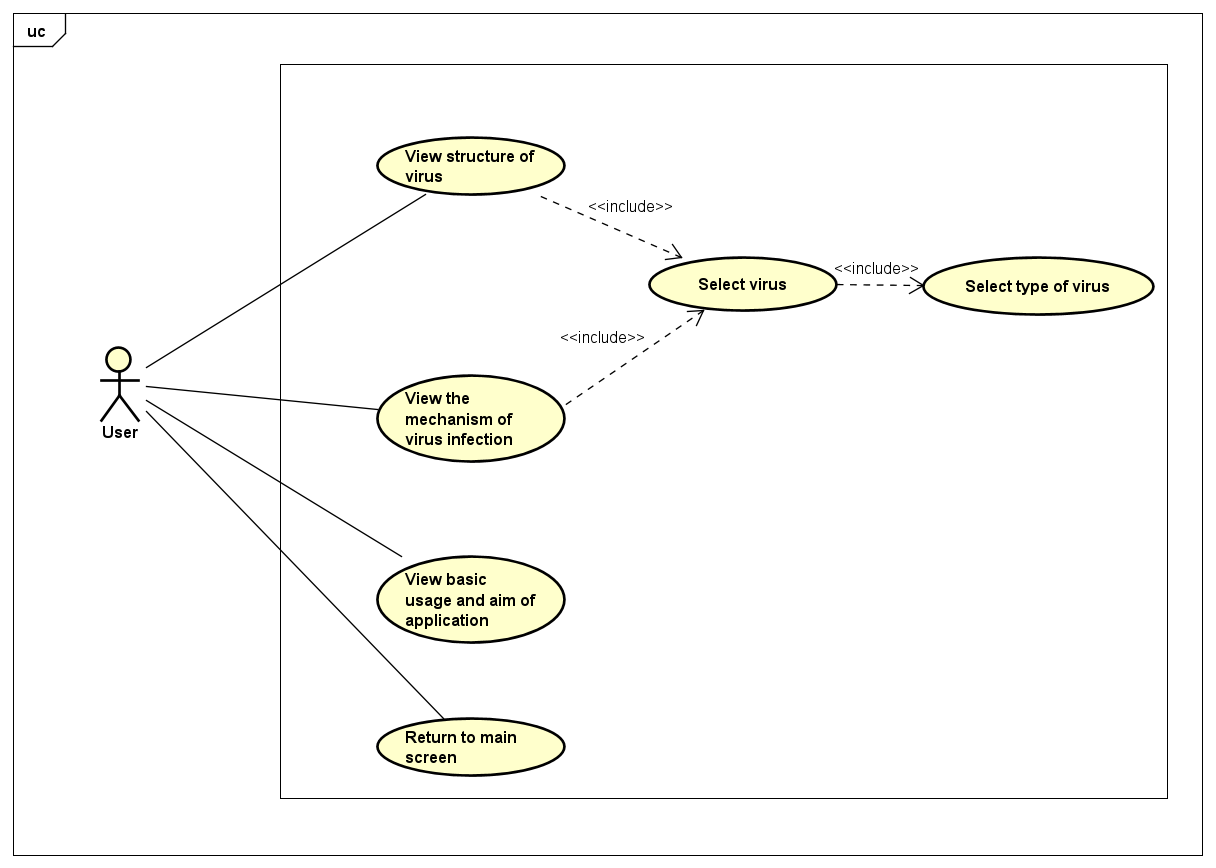 uc
View structure of
virus
<<include>>
<<include>>
Select virus
Select type of virus
<<include>>
View the
mechanism of
virus infection
User
View basic
usage and aim of
application
Return to main
screen